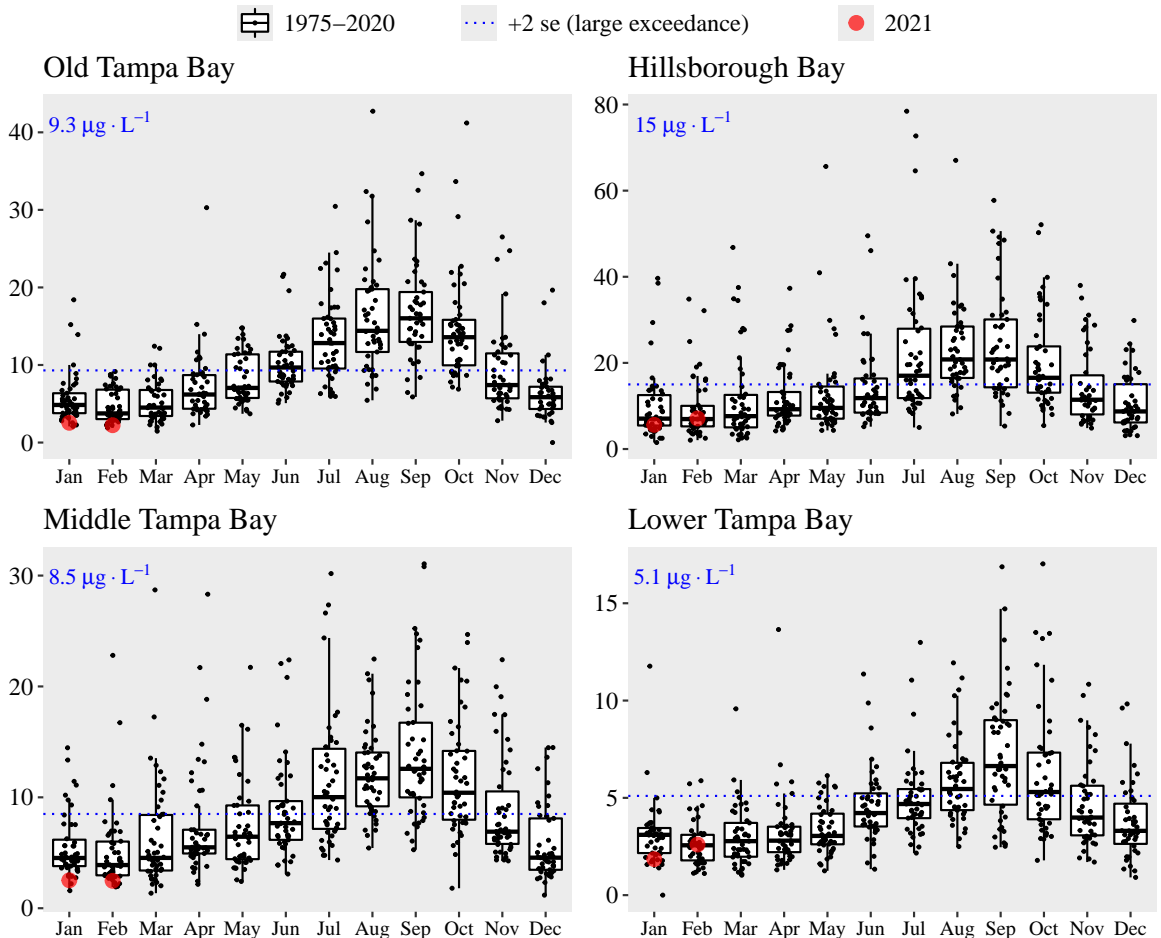 1975–2020 +2 se (large exceedance) 2021
Old Tampa Bay
9.3 μg · L⁻¹
40
30
20
10
0
Jan Feb Mar Apr May Jun Jul Aug Sep Oct Nov Dec
Hillsborough Bay
15 μg · L⁻¹
80
60
40
20
0
Jan Feb Mar Apr May Jun Jul Aug Sep Oct Nov Dec
Middle Tampa Bay
8.5 μg · L⁻¹
30
20
10
0
Jan Feb Mar Apr May Jun Jul Aug Sep Oct Nov Dec
Lower Tampa Bay
5.1 μg · L⁻¹
15
10
5
0
Jan Feb Mar Apr May Jun Jul Aug Sep Oct Nov Dec